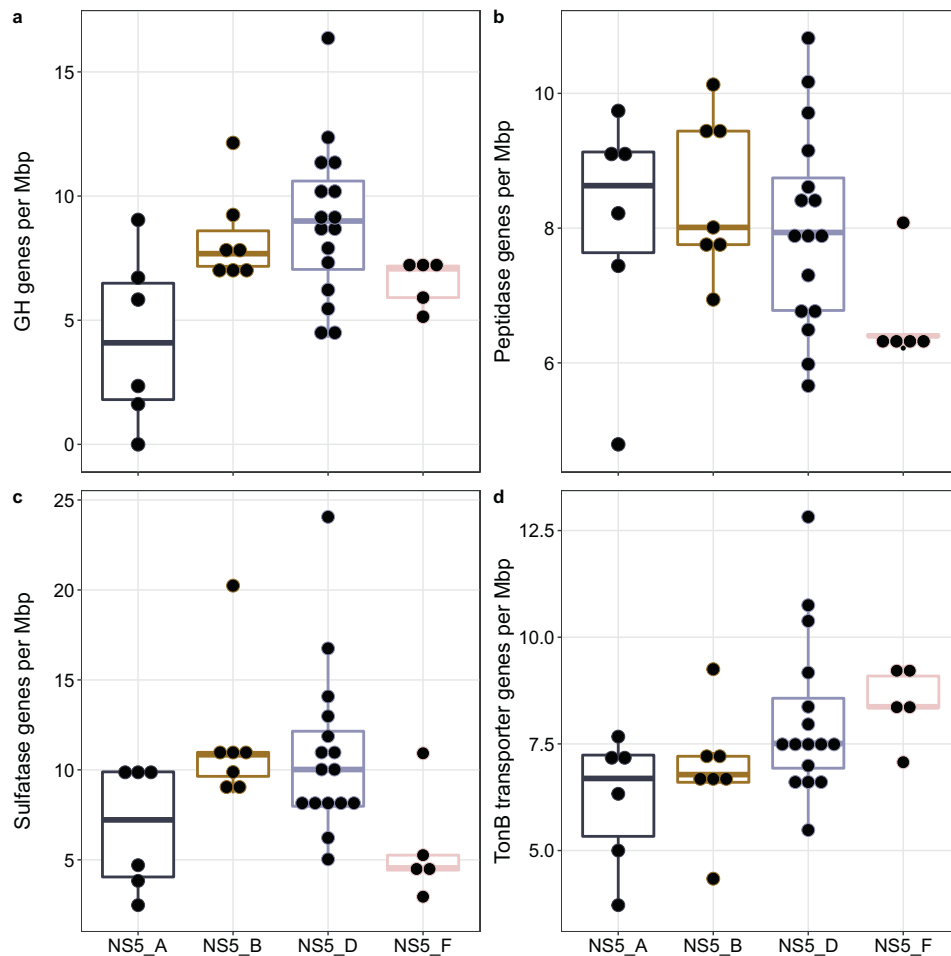 a
GH genes per Mbp
15
10
5
0
b
Peptidase genes per Mbp
10
8
6
c
Sulfatase genes per Mbp
25
20
15
10
5
NS5_A NS5_B NS5_D NS5_F
d
TonB transporter genes per Mbp
12.5
10.0
7.5
5.0
NS5_A NS5_B NS5_D NS5_F